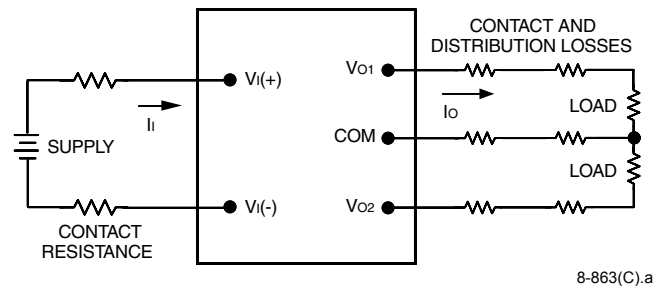 CONTACT AND
DISTRIBUTION LOSSES
VI(+)
VO1
II
IO
LOAD
SUPPLY
COM
LOAD
VI(-)
VO2
CONTACT
RESISTANCE
8-863(C).a